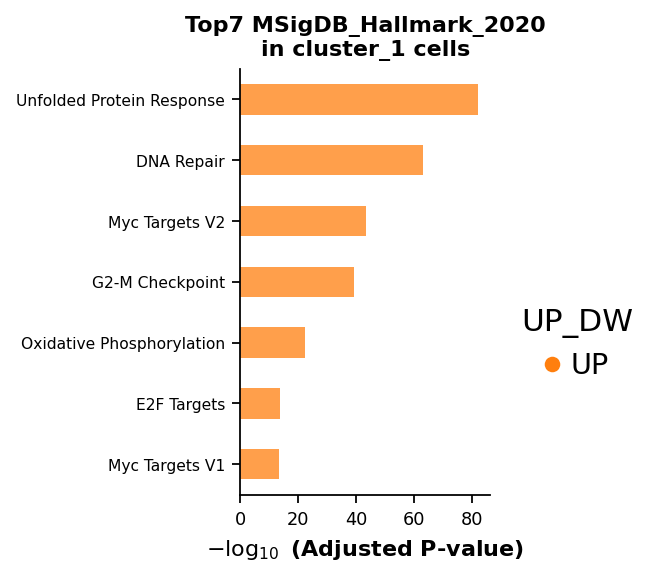 Top7 MSigDB_Hallmark_2020
in cluster_1 cells
Unfolded Protein Response
DNA Repair
Myc Targets V2
G2-M Checkpoint
Oxidative Phosphorylation
E2F Targets
Myc Targets V1
0 20 40 60 80
−log₁₀ (Adjusted P-value)
UP_DW
UP